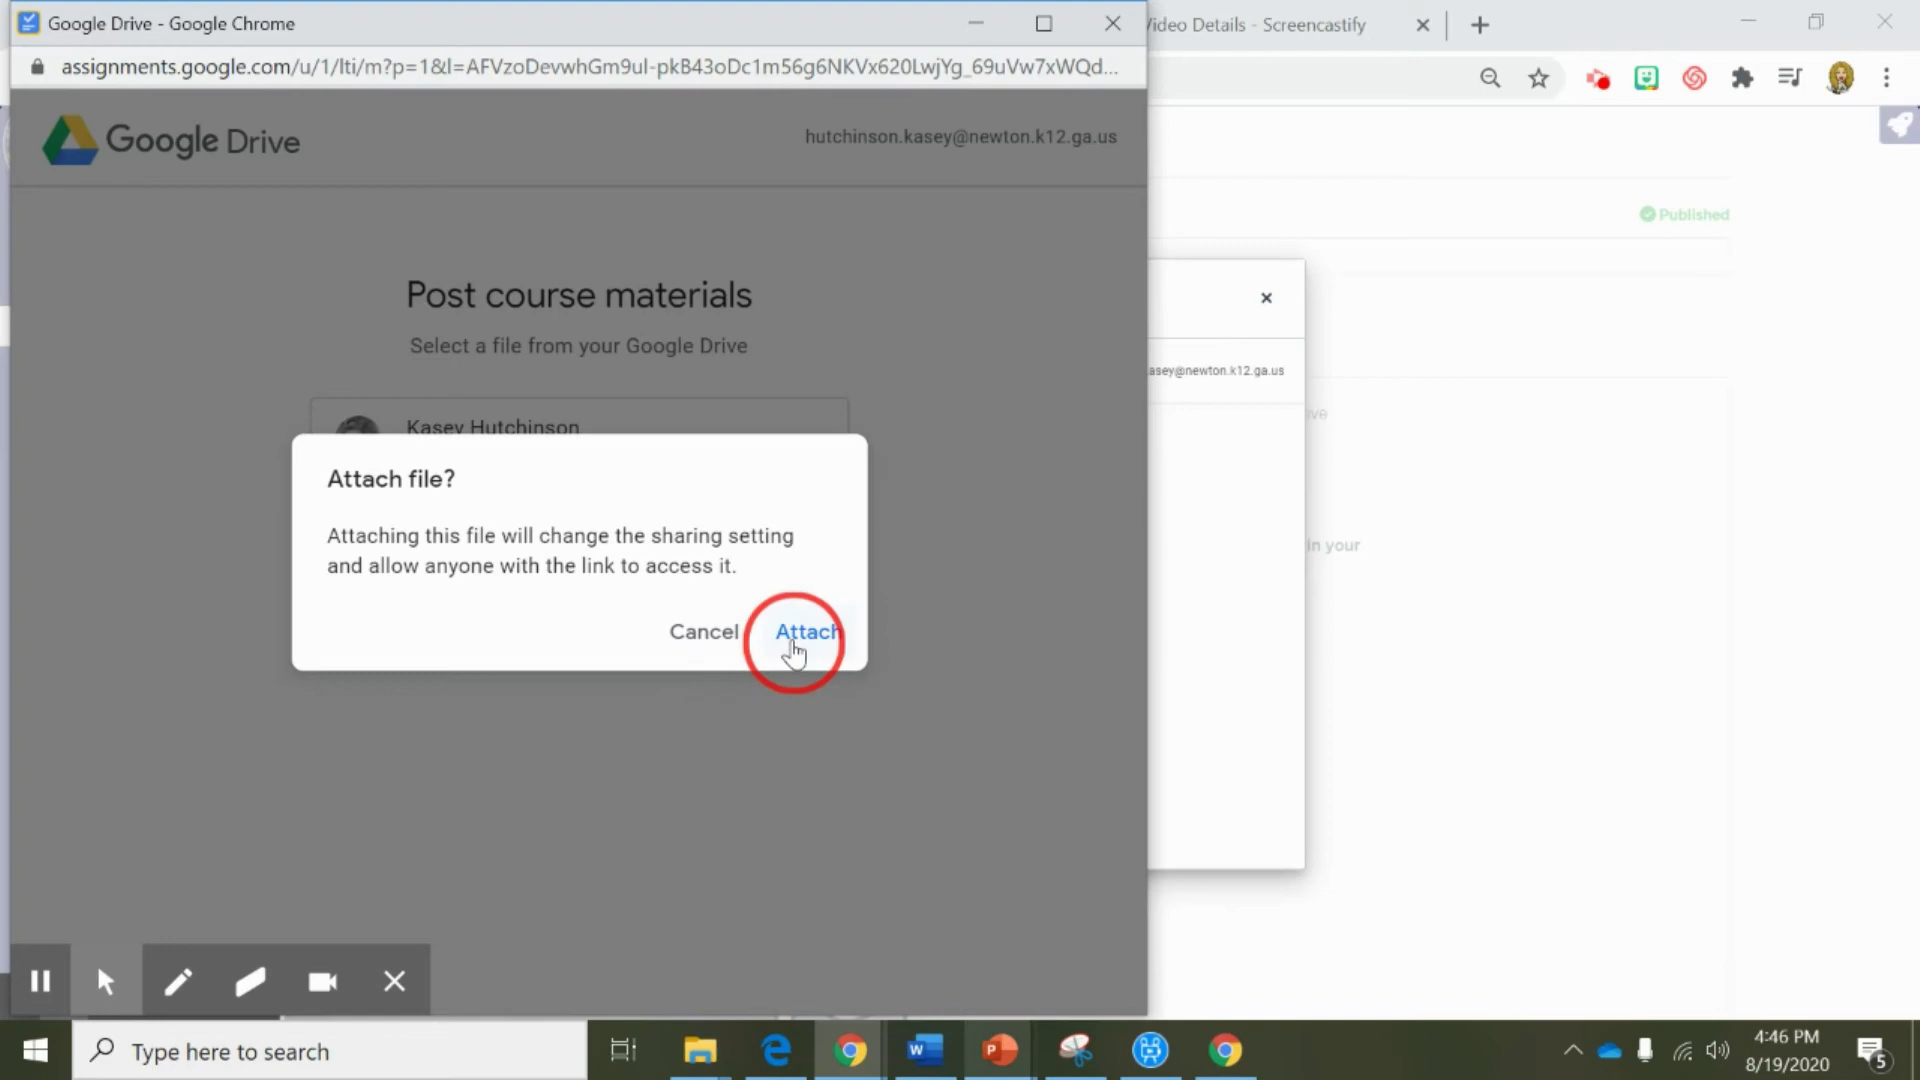 Google Drive - Google Chrome
Video Details - Screencastify
assignments.google.com/u/1/lti/m?p=1&l=AFVzoDevwhGm9ul-pkB43oDc1m56g6NKVx620LwjYg_69uVw7xWQd...
Google Drive
hutchinson.kasey@newton.k12.ga.us
Published
Post course materials
Select a file from your Google Drive
asey@newton.k12.ga.us
ive
Kasey Hutchinson
Attach file?
Attaching this file will change the sharing setting
and allow anyone with the link to access it.
in your
Cancel
Attach
Type here to search
4:46 PM
8/19/2020
5